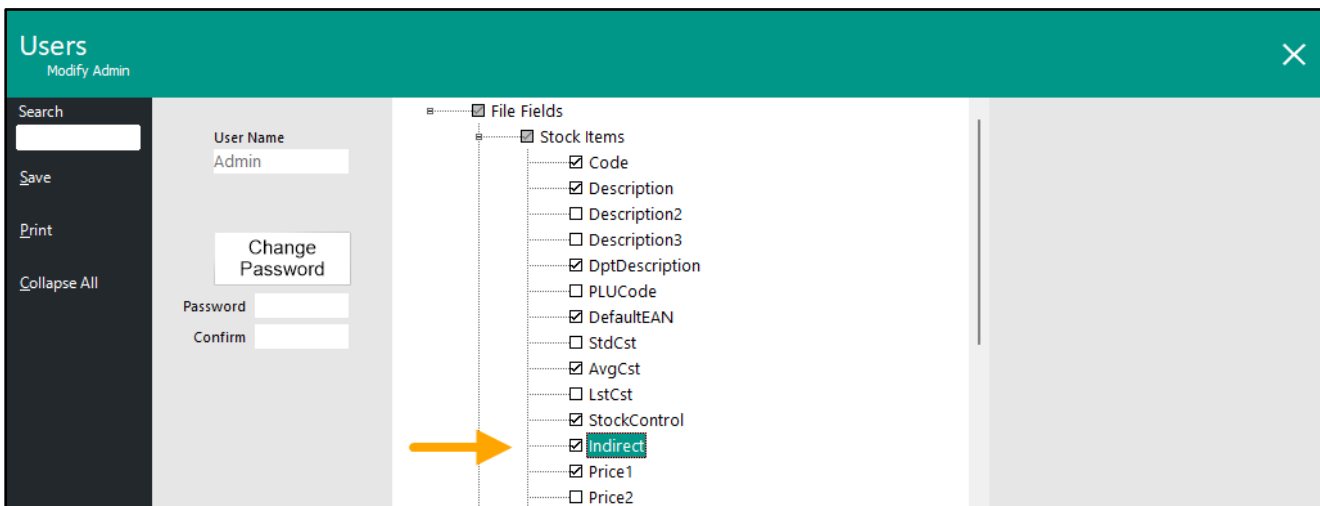 Users
Modify Admin
Search
Save
Print
Collapse All
User Name
Admin
Change
Password
Password
Confirm
File Fields
Stock Items
Code
Description
Description2
Description3
DptDescription
PLUCode
DefaultEAN
StdCst
AvgCst
LstCst
StockControl
Indirect
Price1
Price2